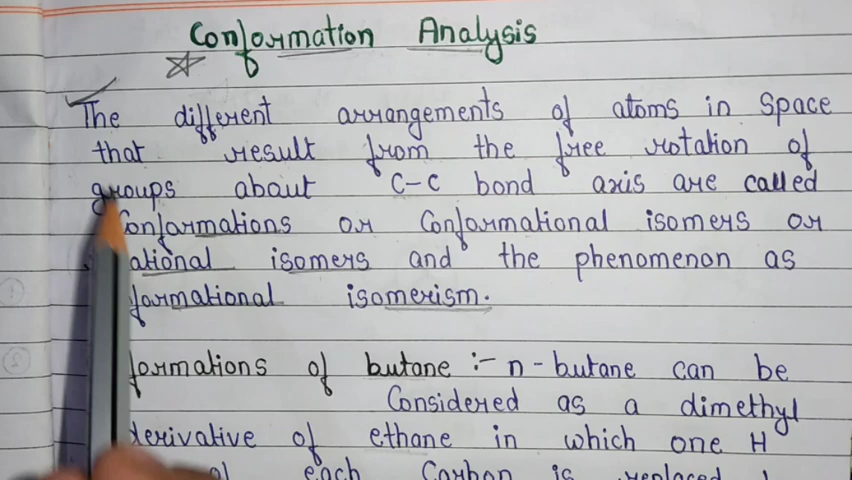 Conformation Analysis
The different arrangements of atoms in Space
that result from the free rotation of
groups about C-C bond axis are called
Conformations or Conformational isomers or
ational isomers and the phenomenon as
formational isomerism.
formations of butane :- n-butane can be
Considered as a dimethyl
derivative of ethane in which one H
of each Carbon is replaced